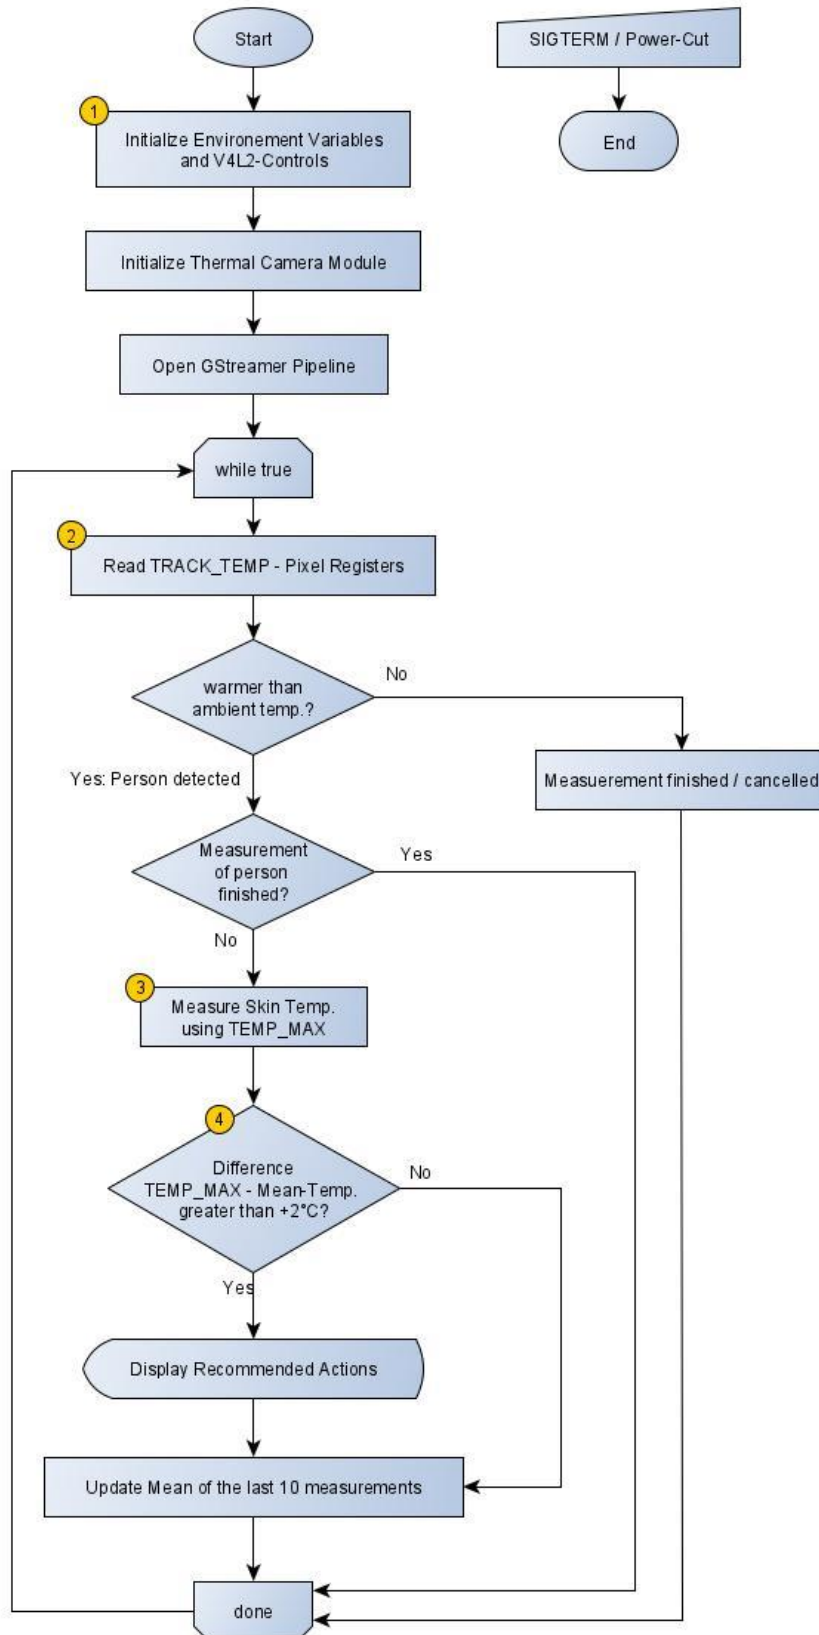 Start
SIGTERM / Power-Cut
End
1
Initialize Environement Variables
and V4L2-Controls
Initialize Thermal Camera Module
Open GStreamer Pipeline
while true
2
Read TRACK_TEMP - Pixel Registers
warmer than
ambient temp.?
No
Yes: Person detected
Measuerement finished / cancelled
Measurement
of person
finished?
Yes
No
3
Measure Skin Temp.
using TEMP_MAX
4
Difference
TEMP_MAX - Mean-Temp.
greater than +2°C?
No
Yes
Display Recommended Actions
Update Mean of the last 10 measurements
done